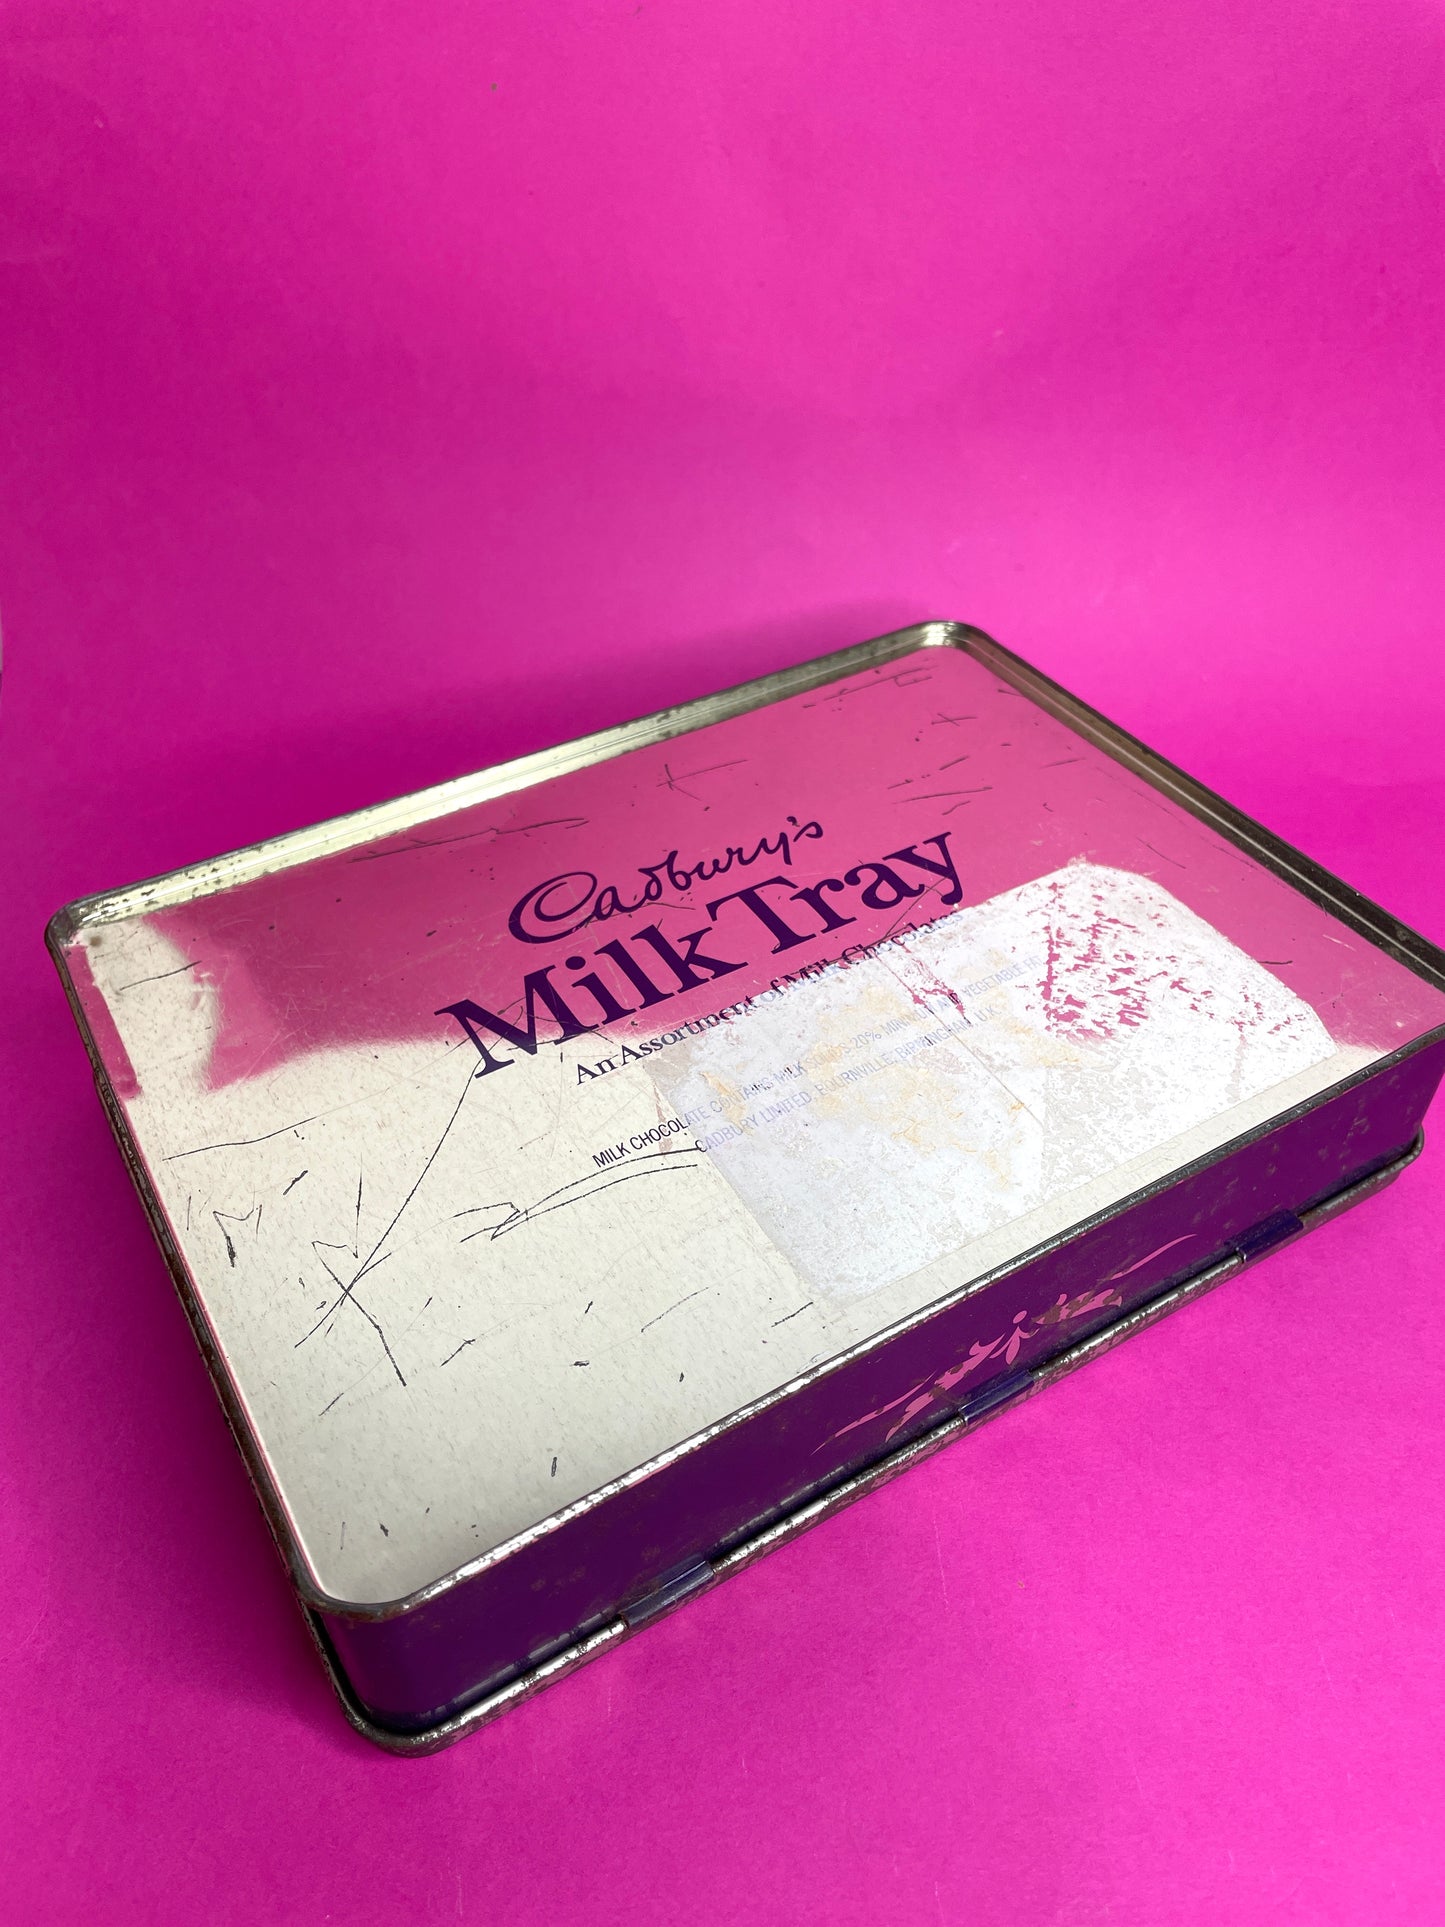 Cadbury's
Milk Tray
An Assortment of Milk Chocolates
MILK CHOCOLATE CONTAINS MILK SOLIDS 20% MINIMUM AND VEGETABLE
CADBURY LIMITED BOURNVILLE BIRMINGHAM U.K.